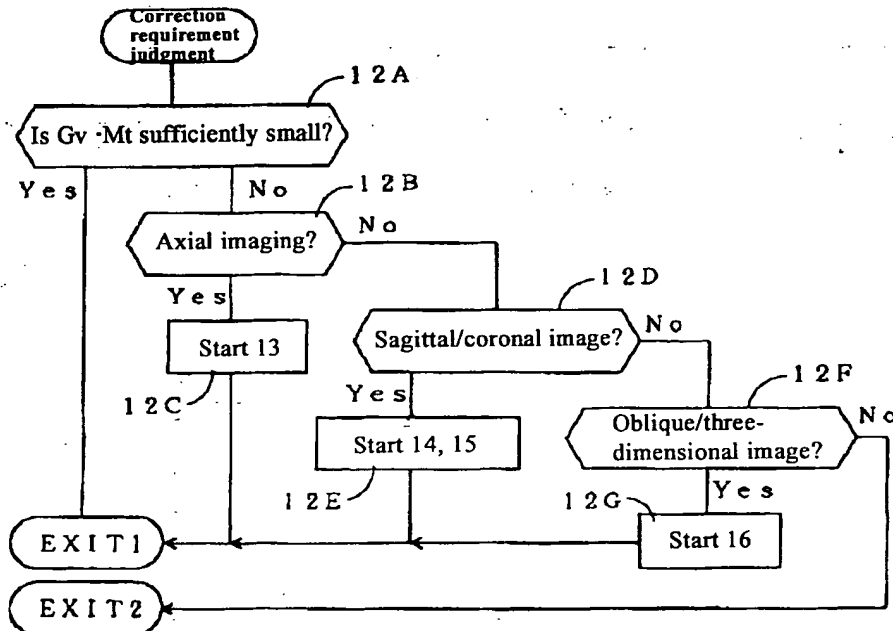 Correction
requirement
judgment
12A
Is Gv ·Mt sufficiently small?
Yes
No
12B
Axial imaging?
No
Yes
12D
Start 13
Sagittal/coronal image?
No
12C
Yes
12F
Start 14, 15
Oblique/three-
dimensional image?
No
12E
Yes
12G
EXIT1
Start 16
EXIT2